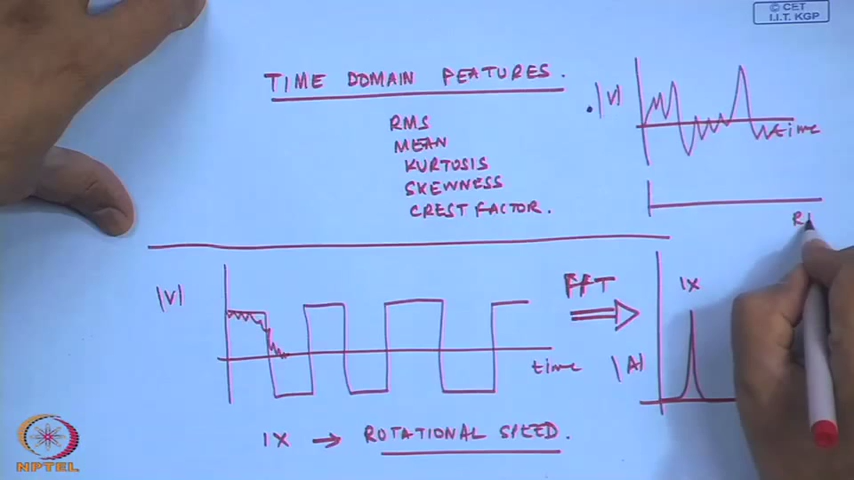 © CET
I.I.T. KGP
TIME DOMAIN FEATURES.
|V|
time
RMS
MEAN
KURTOSIS
SKEWNESS
CREST FACTOR.
R
|V|
time
FFT
1X
|A|
1X → ROTATIONAL SPEED.
NPTEL